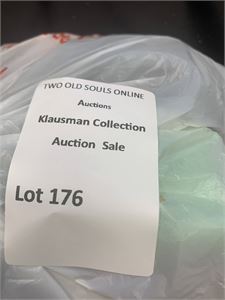 TWO OLD SOULS ONLINE
Auctions
Klausman Collection
Auction Sale
Lot 176